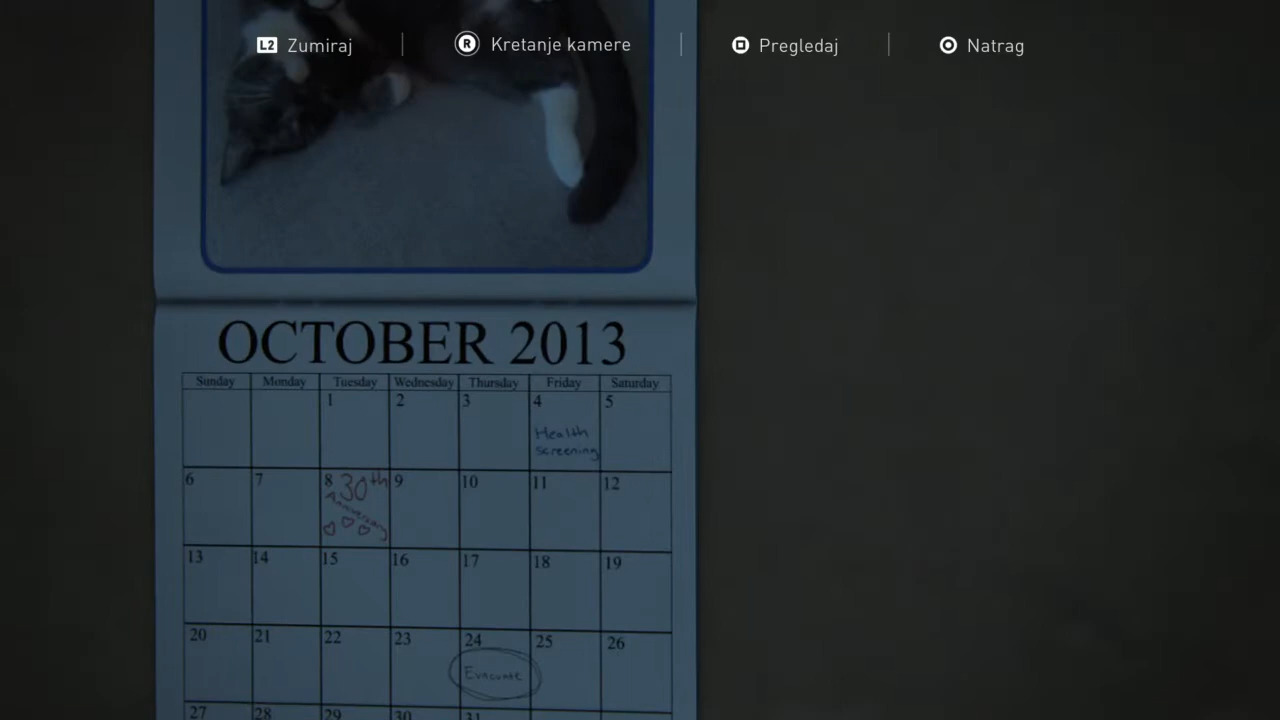 L2 Zumiraj R Kretanje kamere Pregledaj Natrag
OCTOBER 2013
Sunday Monday Tuesday Wednesday Thursday Friday Saturday
1 2 3 4 5
Health
screening
6 7 8 9 10 11 12
30th
Anniversary
13 14 15 16 17 18 19
20 21 22 23 24 25 26
Evacuate
27 28 29 30 31